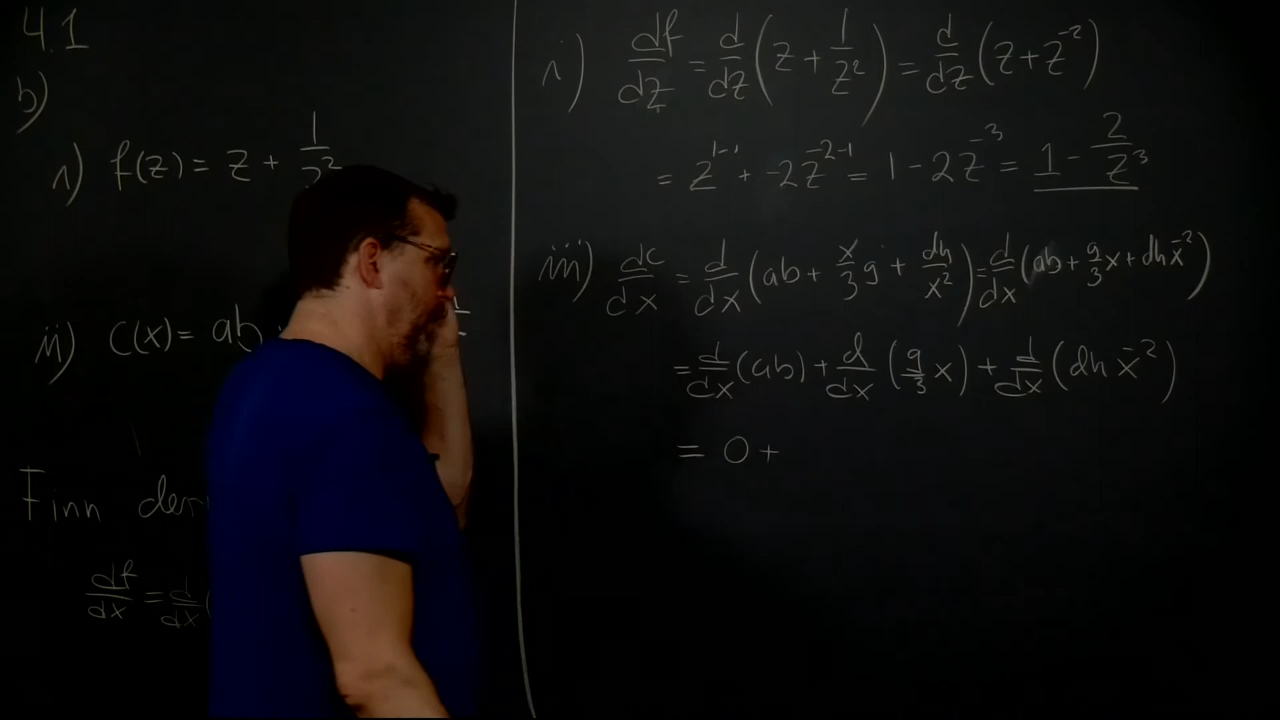 4.1
b)
i) f(z) = z + 1/z²
ii) C(x) = ab
Finn
df/dx = d/dx (
i) df/dz = d/dz (z + 1/z²) = d/dz (z + z⁻²)
= z¹⁻¹ + -2z⁻²⁻¹ = 1 - 2z⁻³ = 1 - 2/z³
iii) dc/dx = d/dx (ab + x/3 g + dh/x²) = d/dx (ab + g/3 x + dh x⁻²)
= d/dx (ab) + d/dx (g/3 x) + d/dx (dh x⁻²)
= 0 +